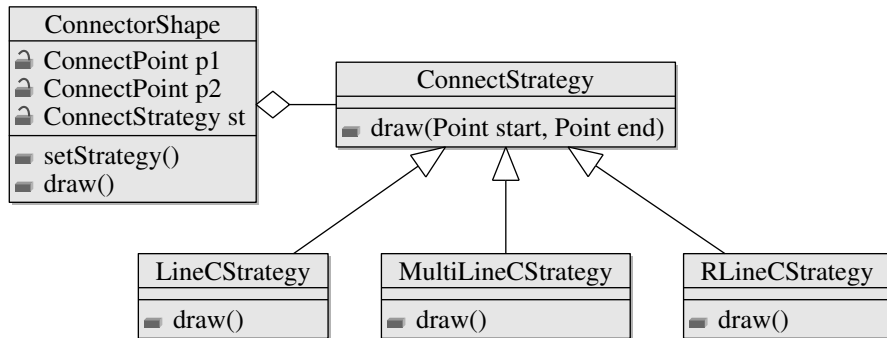 ConnectorShape
ConnectPoint p1
ConnectPoint p2
ConnectStrategy st
setStrategy()
draw()
ConnectStrategy
draw(Point start, Point end)
LineCStrategy
draw()
MultiLineCStrategy
draw()
RLineCStrategy
draw()